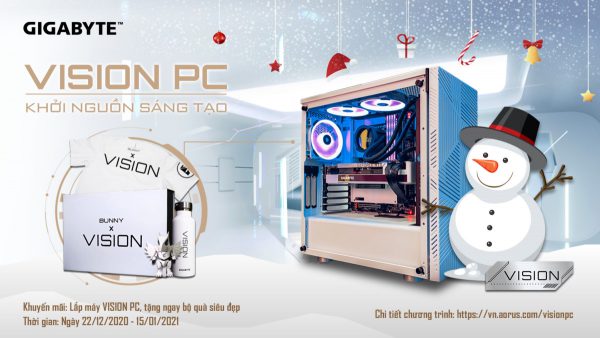 GIGABYTE™
VISION PC
KHỞI NGUỒN SÁNG TẠO
X
VISION
BUNNY
X
VISION
VISION
GIGABYTE
VISION
Khuyến mãi: Lắp máy VISION PC, tặng ngay bộ quà siêu đẹp
Thời gian: Ngày 22/12/2020 - 15/01/2021
Chi tiết chương trình: https://vn.aorus.com/visionpc